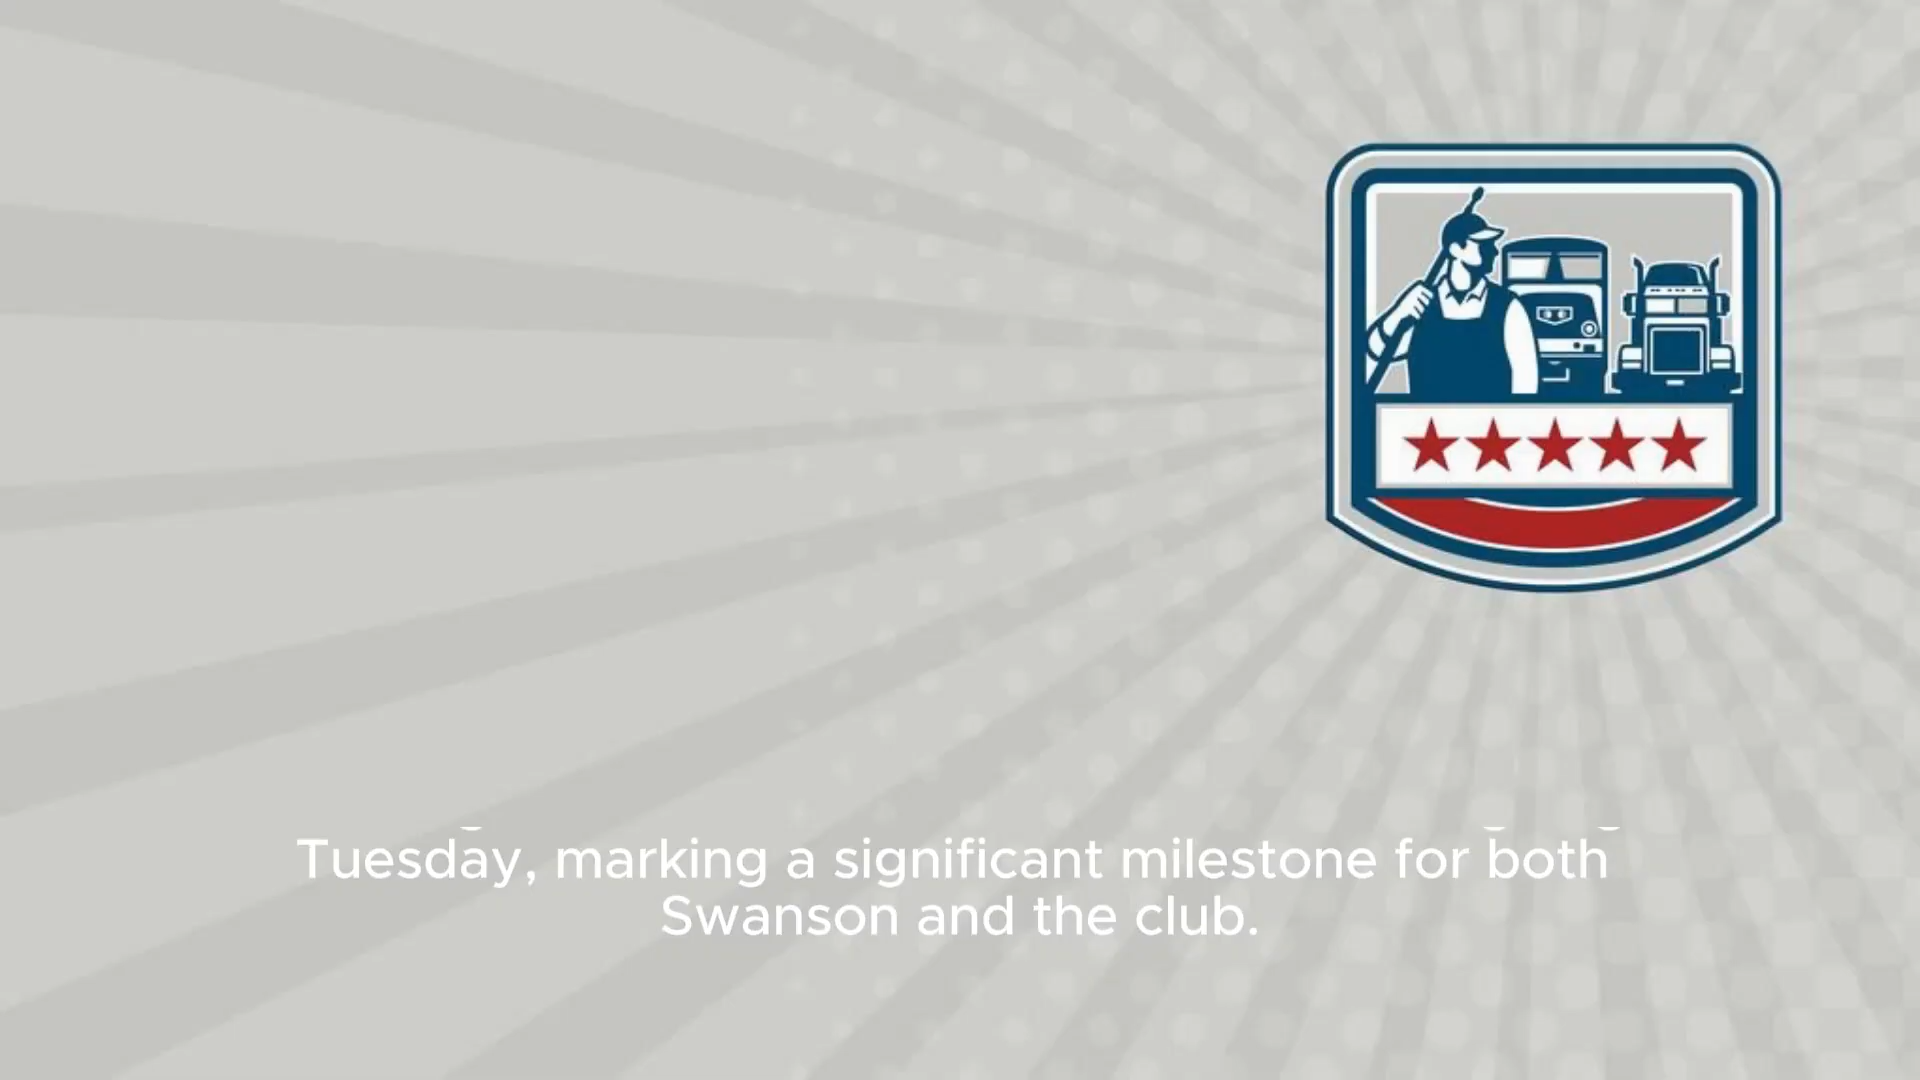 Tuesday, marking a significant milestone for both
Swanson and the club.